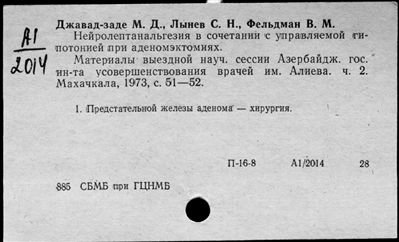 Джавад-заде М. Д., Лынев С. Н., Фельдман В. М.
A1
2014
Нейролептанальгезия в сочетании с управляемой ги-
потонией при аденомэктомиях.
Материалы выездной науч. сессии Азербайдж. гос.
ин-та усовершенствования врачей им. Алиева. ч. 2.
Махачкала, 1973, с. 51—52.
1. Предстательной железы аденома — хирургия.
П-16-8 А1/2014 28
885 СБМБ при ГЦНМБ